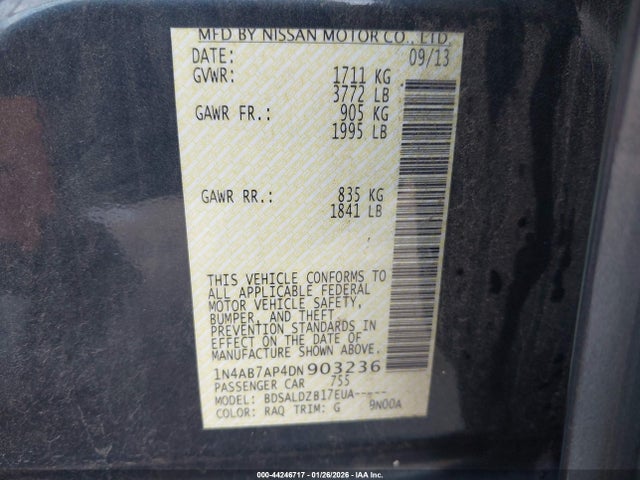 MFD BY NISSAN MOTOR CO., LTD.
DATE: 09/13
GVWR: 1711 KG
3772 LB
GAWR FR.: 905 KG
1995 LB
GAWR RR.: 835 KG
1841 LB
THIS VEHICLE CONFORMS TO
ALL APPLICABLE FEDERAL
MOTOR VEHICLE SAFETY,
BUMPER, AND THEFT
PREVENTION STANDARDS IN
EFFECT ON THE DATE OF
MANUFACTURE SHOWN ABOVE.
1N4AB7AP4DN903236
PASSENGER CAR 755
MODEL: BDSALDZB17EUA-----
COLOR: RAQ TRIM: G 9N00A
000-44246717 - 01/26/2026 - IAAI.com